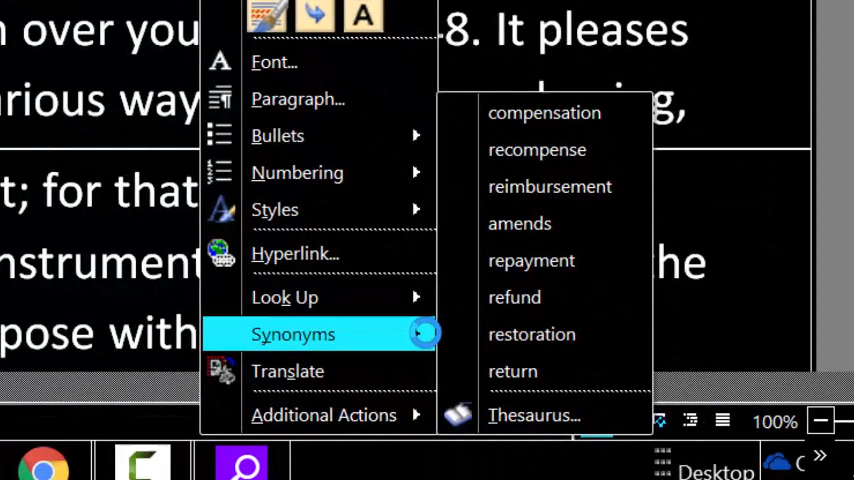 n over you
-8. It pleases
arious way
g,
t; for that
nstrument
the
pose with
A
Font...
Paragraph...
Bullets
Numbering
Styles
Hyperlink...
Look Up
Synonyms
Translate
Additional Actions
compensation
recompense
reimbursement
amends
repayment
refund
restoration
return
Thesaurus...
100%
Desktop
»